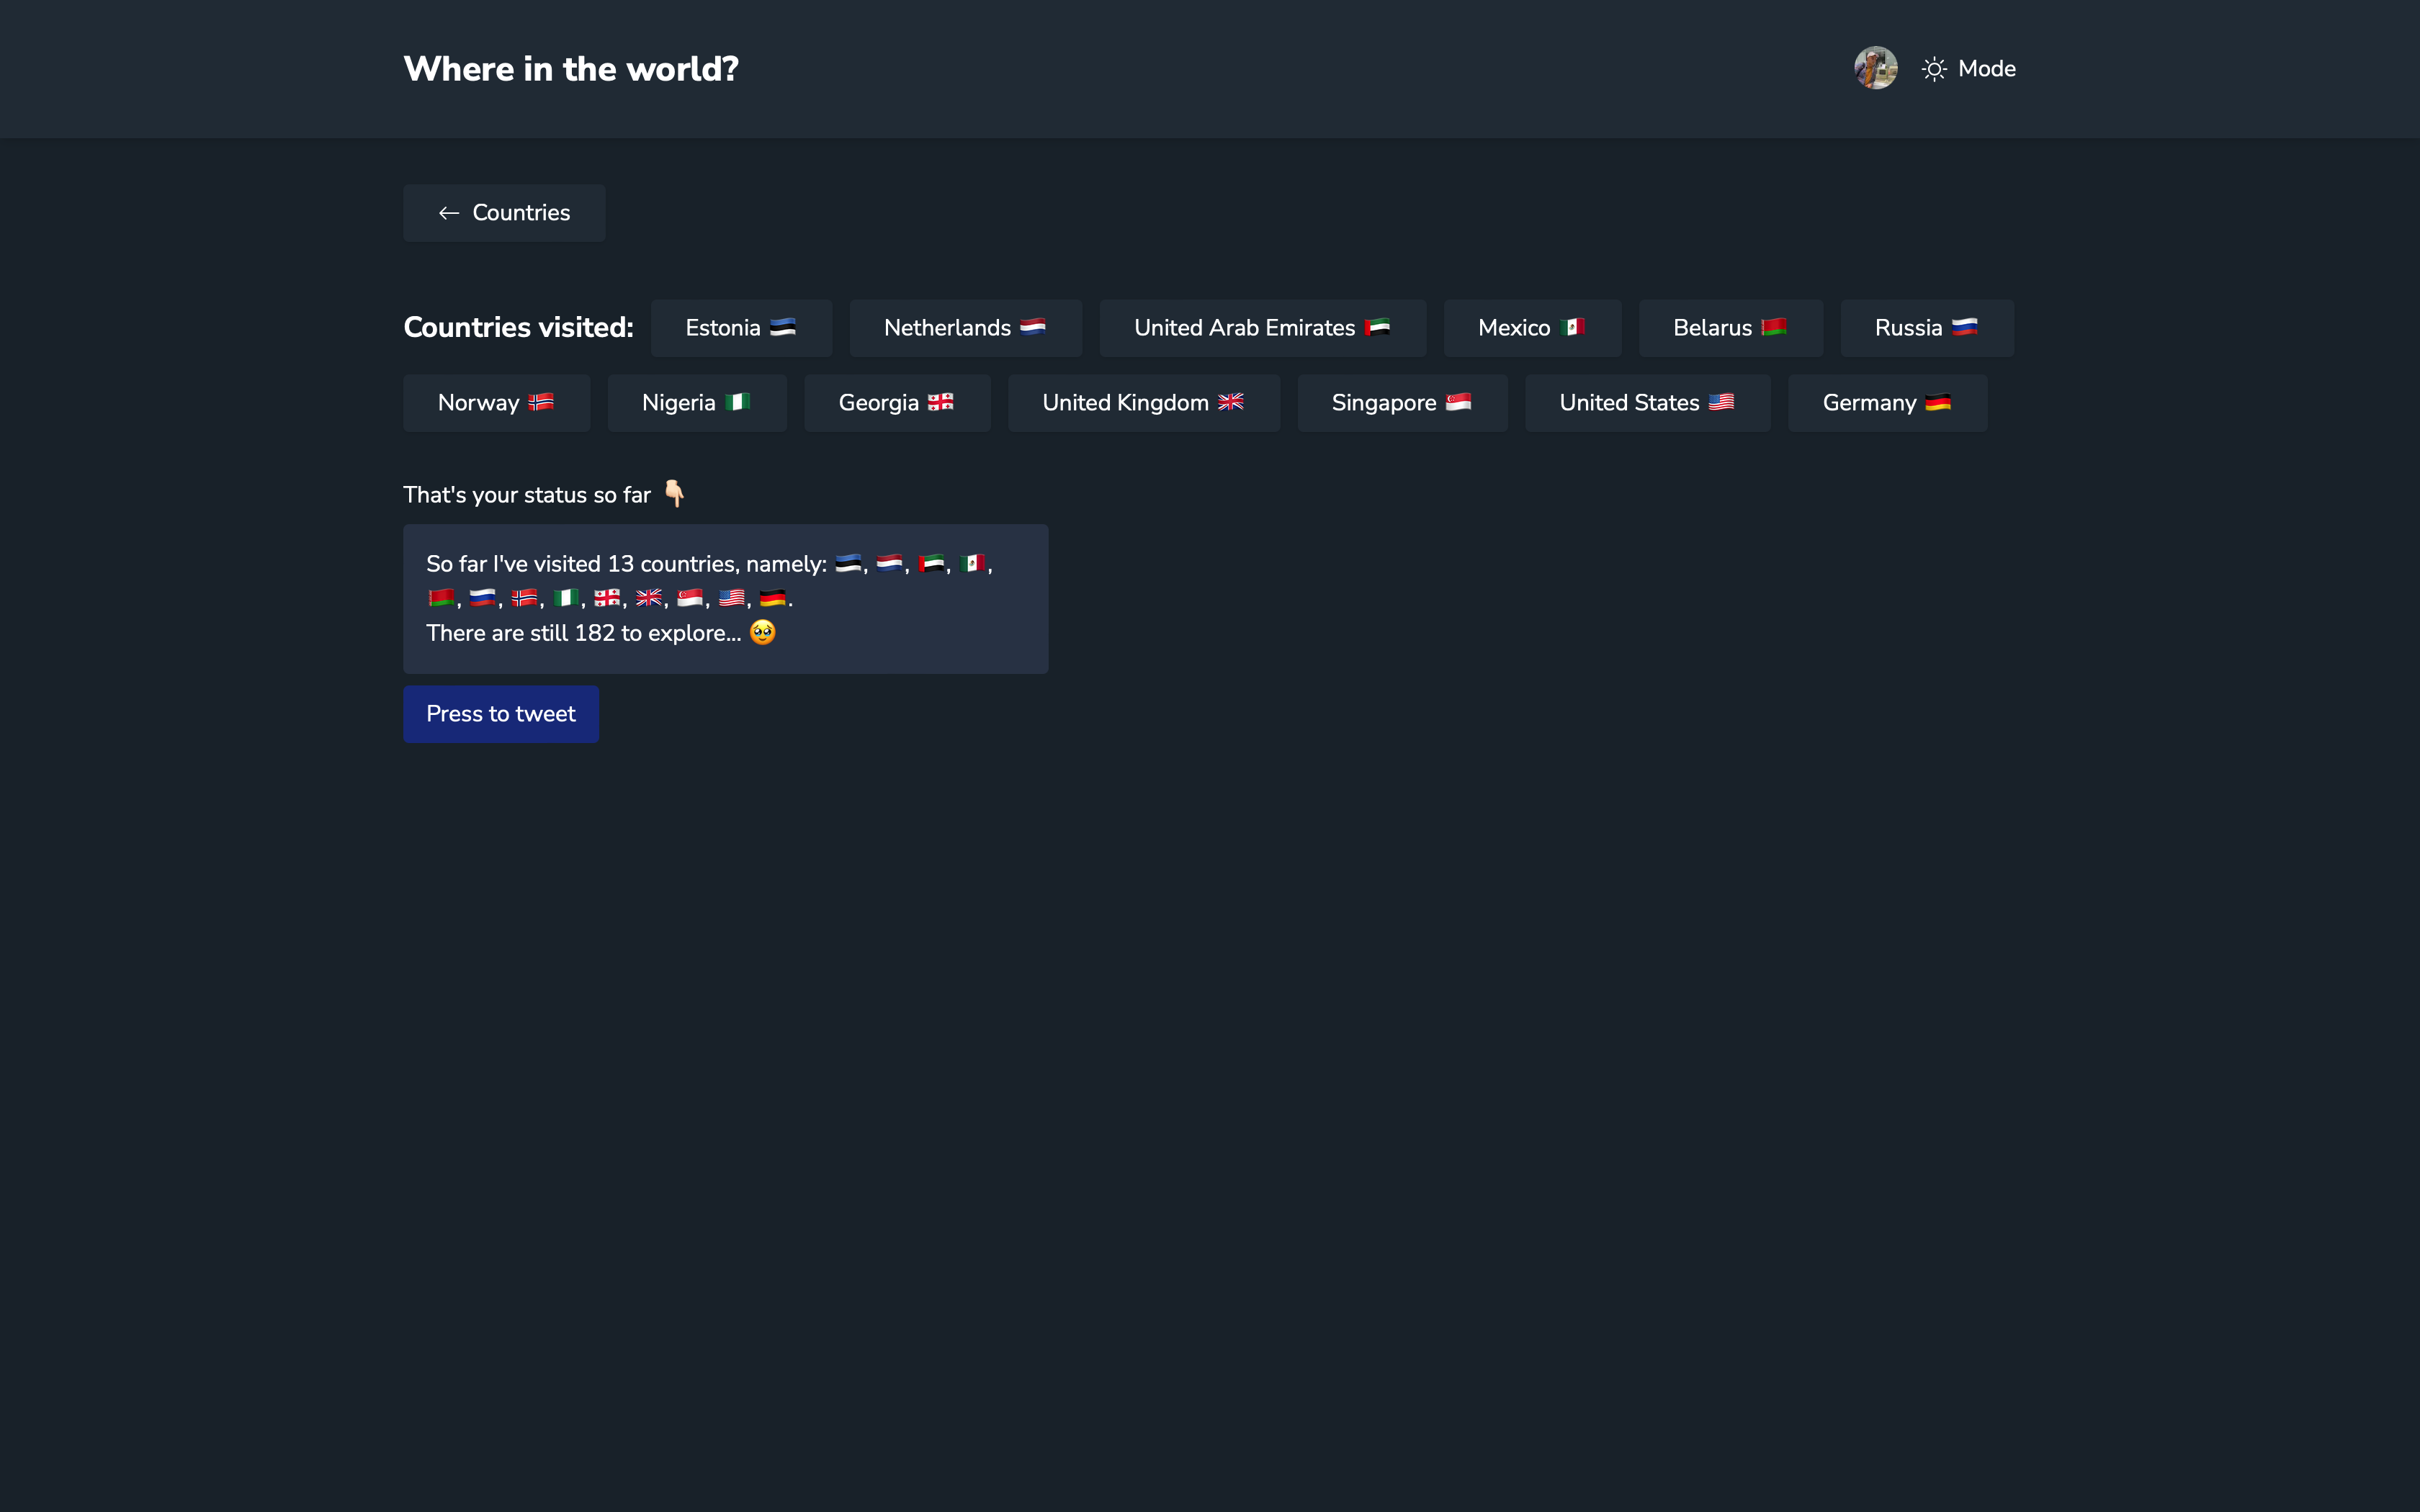 Where in the world?
Mode
← Countries
Countries visited: Estonia 🇪🇪 Netherlands 🇳🇱 United Arab Emirates 🇦🇪 Mexico 🇲🇽 Belarus 🇧🇾 Russia 🇷🇺
Norway 🇳🇴 Nigeria 🇳🇬 Georgia 🇬🇪 United Kingdom 🇬🇧 Singapore 🇸🇬 United States 🇺🇸 Germany 🇩🇪
That's your status so far 👇🏻
So far I've visited 13 countries, namely: 🇪🇪, 🇳🇱, 🇦🇪, 🇲🇽,
🇧🇾, 🇷🇺, 🇳🇴, 🇳🇬, 🇬🇪, 🇬🇧, 🇸🇬, 🇺🇸, 🇩🇪.
There are still 182 to explore... 🥹
Press to tweet